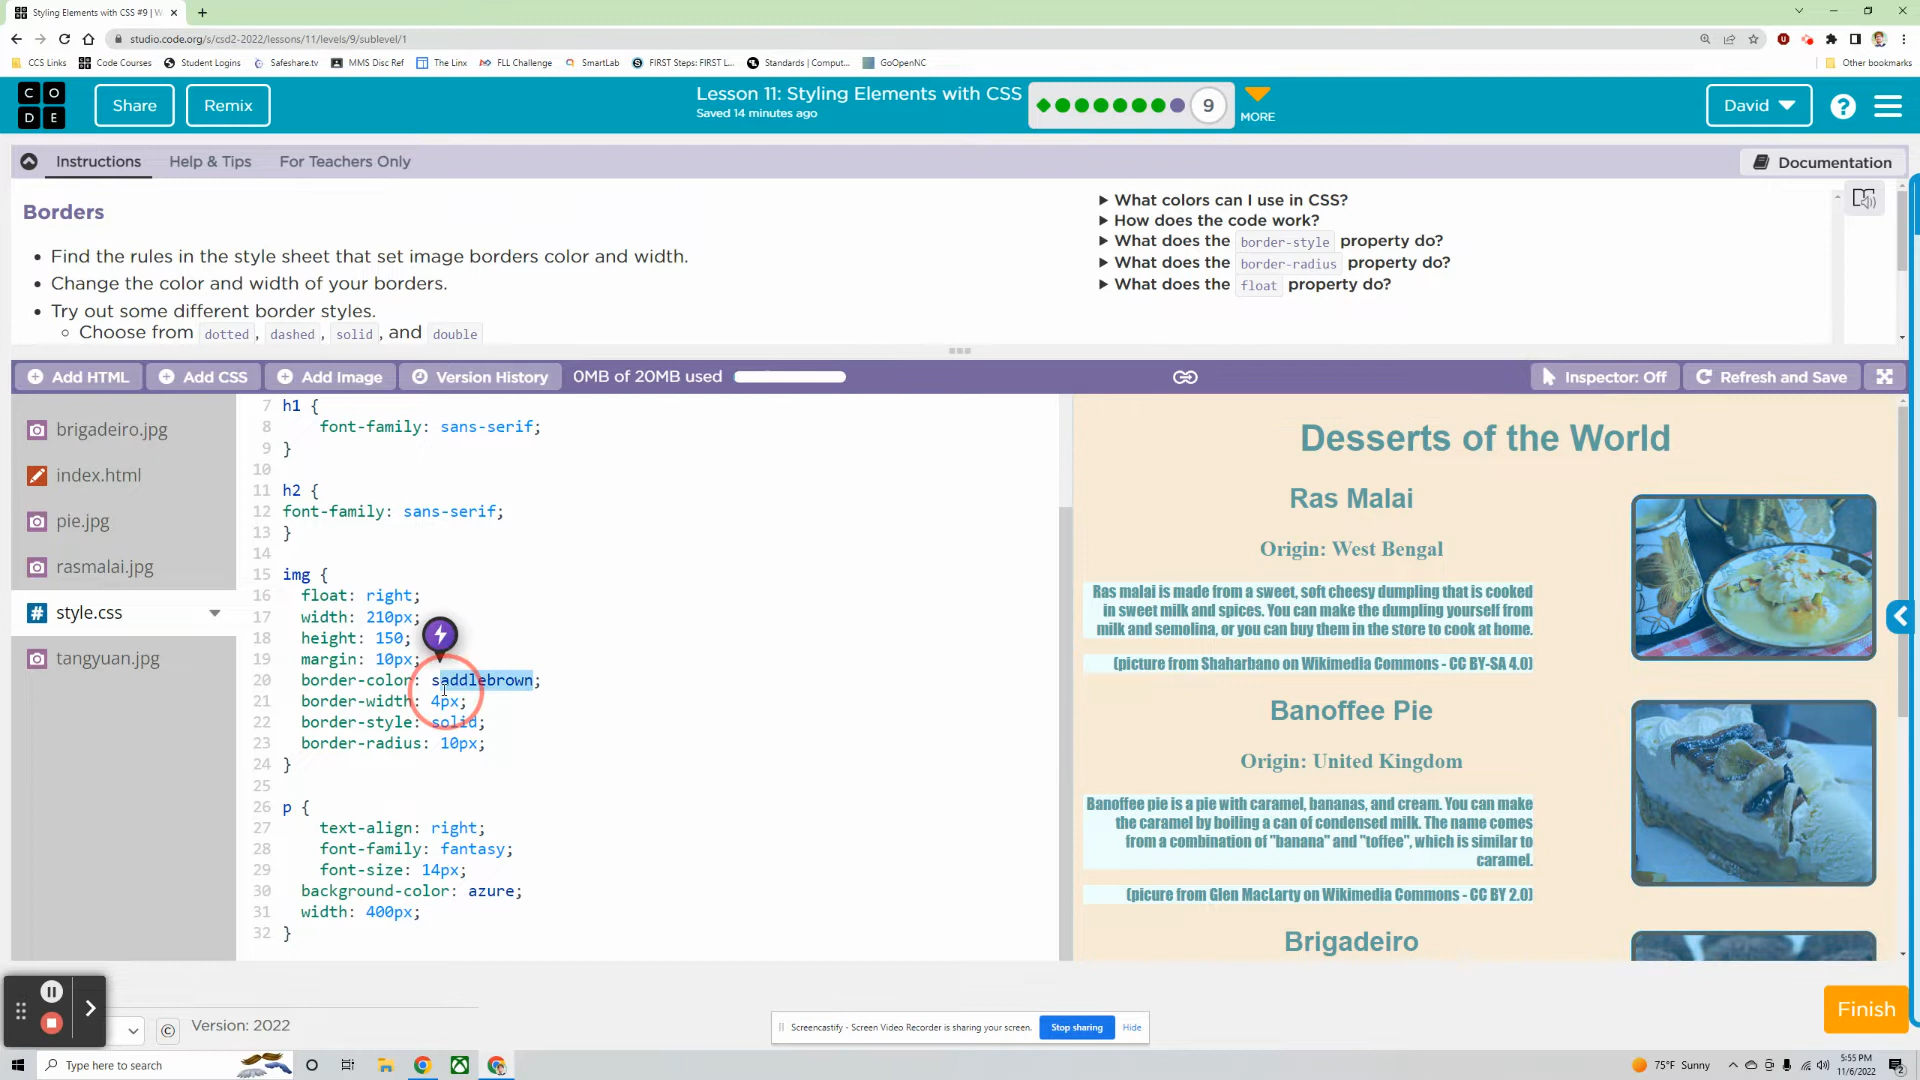 Styling Elements with CSS #9 | W
studio.code.org/s/csd2-2022/lessons/11/levels/9/sublevel/1
CCS Links Code Courses Student Logins Safeshare.tv MMS Disc Ref The Linx FLL Challenge SmartLab FIRST Steps: FIRST L... Standards | Comput... GoOpenNC Other bookmarks
C O D E
Share
Remix
Lesson 11: Styling Elements with CSS
Saved 14 minutes ago
9
MORE
David
?
Instructions
Help & Tips
For Teachers Only
Documentation
Borders
• Find the rules in the style sheet that set image borders color and width.
• Change the color and width of your borders.
• Try out some different border styles.
Choose from dotted, dashed, solid, and double
What colors can I use in CSS?
How does the code work?
What does the border-style property do?
What does the border-radius property do?
What does the float property do?
Add HTML
Add CSS
Add Image
Version History
0MB of 20MB used
Inspector: Off
Refresh and Save
brigadeiro.jpg
index.html
pie.jpg
rasmalai.jpg
# style.css
tangyuan.jpg
7 h1 {
8 font-family: sans-serif;
9 }
10
11 h2 {
12 font-family: sans-serif;
13 }
14
15 img {
16 float: right;
17 width: 210px;
18 height: 150;
19 margin: 10px;
20 border-color: saddlebrown;
21 border-width: 4px;
22 border-style: solid;
23 border-radius: 10px;
24 }
25
26 p {
27 text-align: right;
28 font-family: fantasy;
29 font-size: 14px;
30 background-color: azure;
31 width: 400px;
32 }
Desserts of the World
Ras Malai
Origin: West Bengal
Ras malai is made from a sweet, soft cheesy dumpling that is cooked
in sweet milk and spices. You can make the dumpling yourself from
milk and semolina, or you can buy them in the store to cook at home.
(picture from Shaharbano on Wikimedia Commons - CC BY-SA 4.0)
Banoffee Pie
Origin: United Kingdom
Banoffee pie is a pie with caramel, bananas, and cream. You can make
the caramel by boiling a can of condensed milk. The name comes
from a combination of "banana" and "toffee", which is similar to
caramel.
(picure from Glen MacLarty on Wikimedia Commons - CC BY 2.0)
Brigadeiro
Finish
© Version: 2022
Screencastify - Screen Video Recorder is sharing your screen.
Stop sharing
Hide
Type here to search
75°F Sunny
5:55 PM
11/6/2022
2